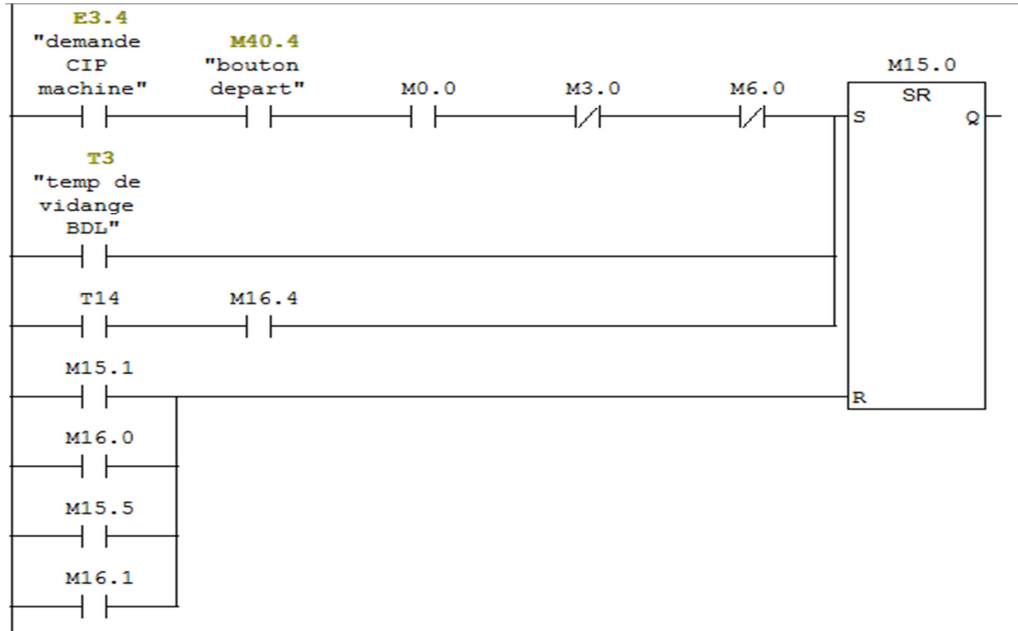 E3.4
"demande
CIP
machine"
M40.4
"bouton
depart"
M0.0
M3.0
M6.0
M15.0
SR
S
Q
T3
"temp de
vidange
BDL"
T14
M16.4
M15.1
R
M16.0
M15.5
M16.1